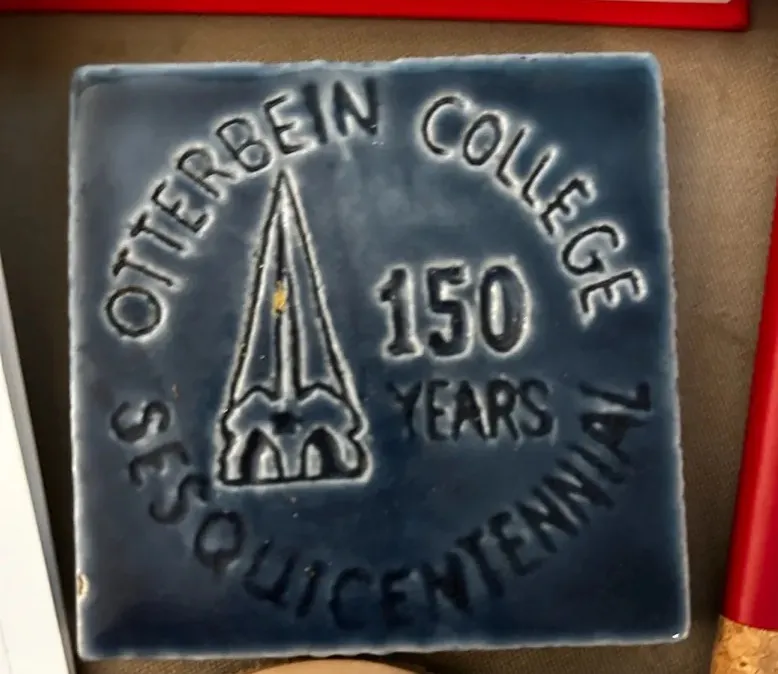 OTTERBEIN COLLEGE
150
YEARS
SESQUICENTENNIAL